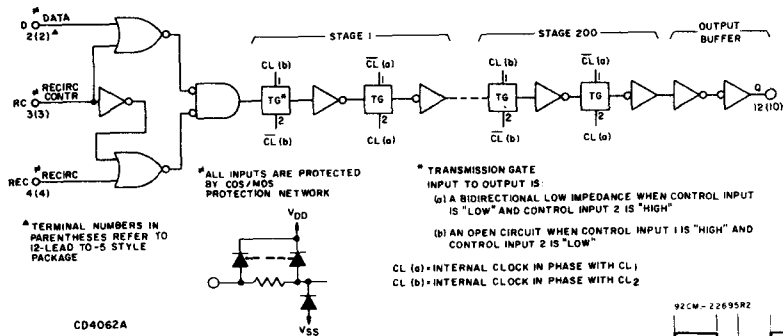 ≠ DATA
D
2(2)▲
≠ RECIRC
CONTR
RC
3(3)
≠ RECIRC
REC
4(4)
STAGE 1
CL (b)
1
TG*
2
C̅L̅ (b)
C̅L̅ (a)
1
TG
2
CL (a)
STAGE 200
CL (b)
1
TG
2
C̅L̅ (b)
C̅L̅ (a)
1
TG
2
CL (a)
OUTPUT
BUFFER
Q
12 (10)
≠ ALL INPUTS ARE PROTECTED
BY COS/MOS
PROTECTION NETWORK
▲ TERMINAL NUMBERS IN
PARENTHESES REFER TO
12-LEAD TO-5 STYLE
PACKAGE
VDD
VSS
* TRANSMISSION GATE
INPUT TO OUTPUT IS:
(a) A BIDIRECTIONAL LOW IMPEDANCE WHEN CONTROL INPUT
IS "LOW" AND CONTROL INPUT 2 IS "HIGH"
(b) AN OPEN CIRCUIT WHEN CONTROL INPUT 1 IS "HIGH" AND
CONTROL INPUT 2 IS "LOW"
CL (a) = INTERNAL CLOCK IN PHASE WITH CL1
CL (b) = INTERNAL CLOCK IN PHASE WITH CL2
CD4062A
92CM-22695R2